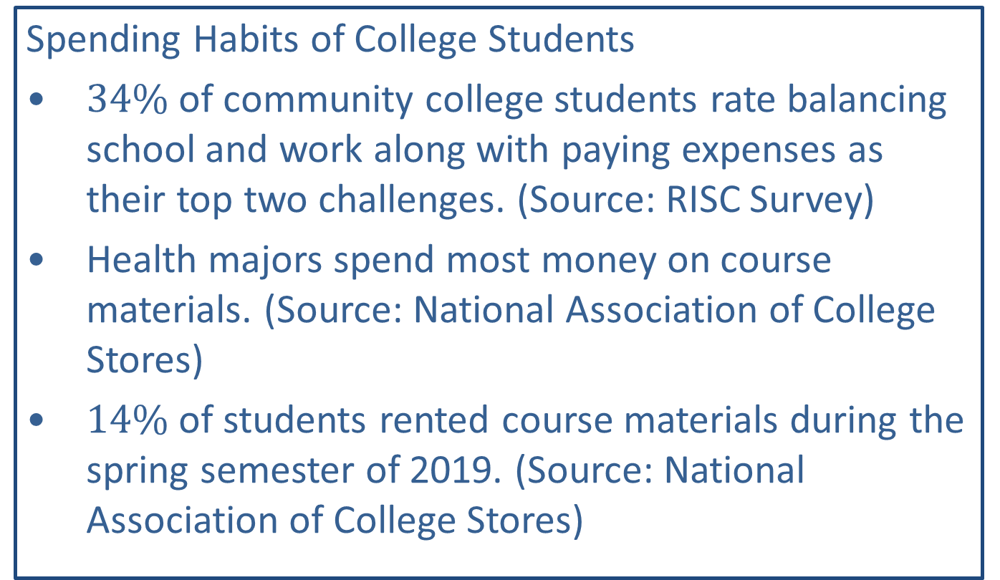 Spending Habits of College Students
• 34% of community college students rate balancing
school and work along with paying expenses as
their top two challenges. (Source: RISC Survey)
• Health majors spend most money on course
materials. (Source: National Association of College
Stores)
• 14% of students rented course materials during the
spring semester of 2019. (Source: National
Association of College Stores)